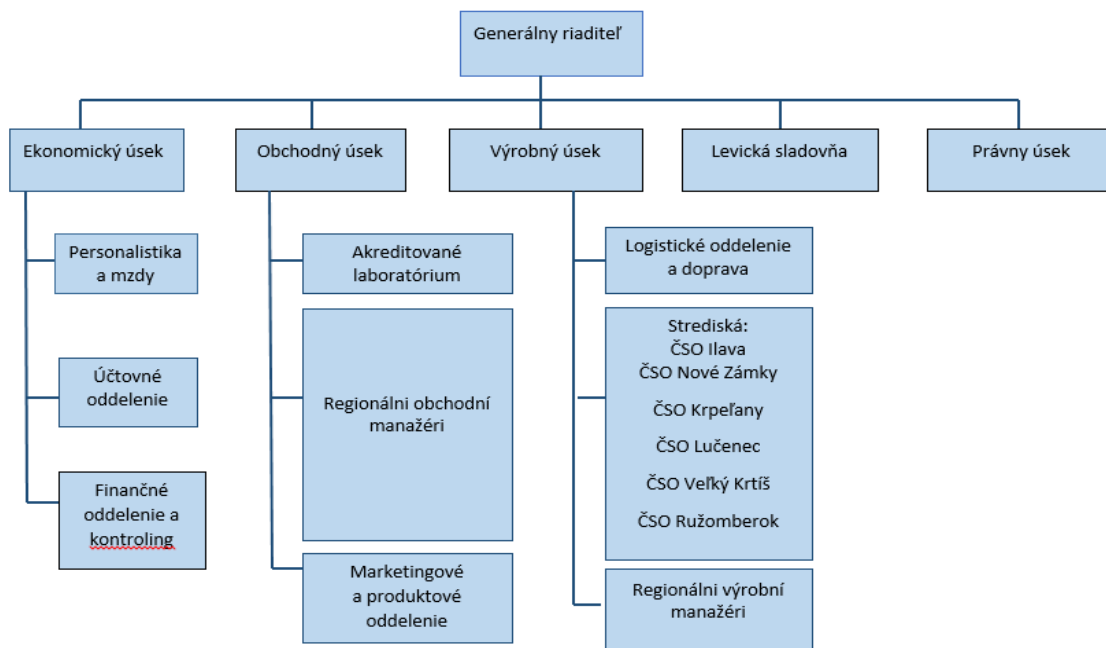 Generálny riaditeľ
Ekonomický úsek
Obchodný úsek
Výrobný úsek
Levická sladovňa
Právny úsek
Personalistika
a mzdy
Účtovné
oddelenie
Finančné
oddelenie a
kontroling
Akreditované
laboratórium
Regionálni obchodní
manažéri
Marketingové
a produktové
oddelenie
Logistické oddelenie
a doprava
Strediská:
ČSO Ilava
ČSO Nové Zámky
ČSO Krpeľany
ČSO Lučenec
ČSO Veľký Krtíš
ČSO Ružomberok
Regionálni výrobní
manažéri